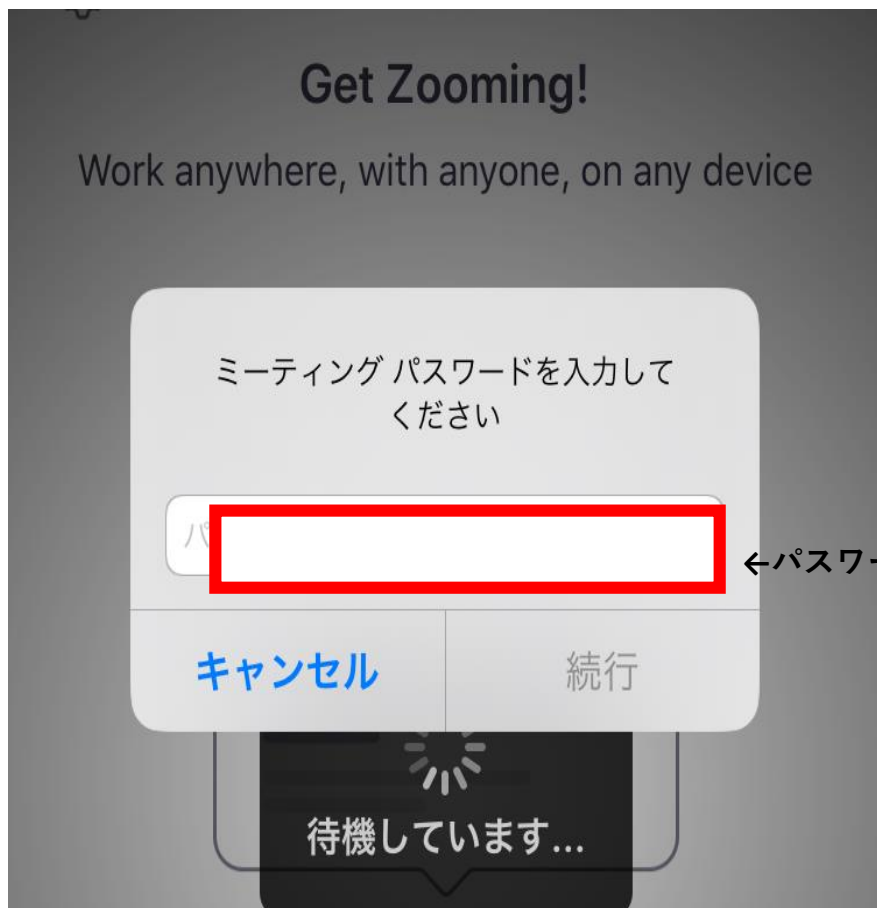 Get Zooming!
Work anywhere, with anyone, on any device
ミーティング パスワードを入力して
ください
パ
←パスワー
キャンセル
続行
待機しています...